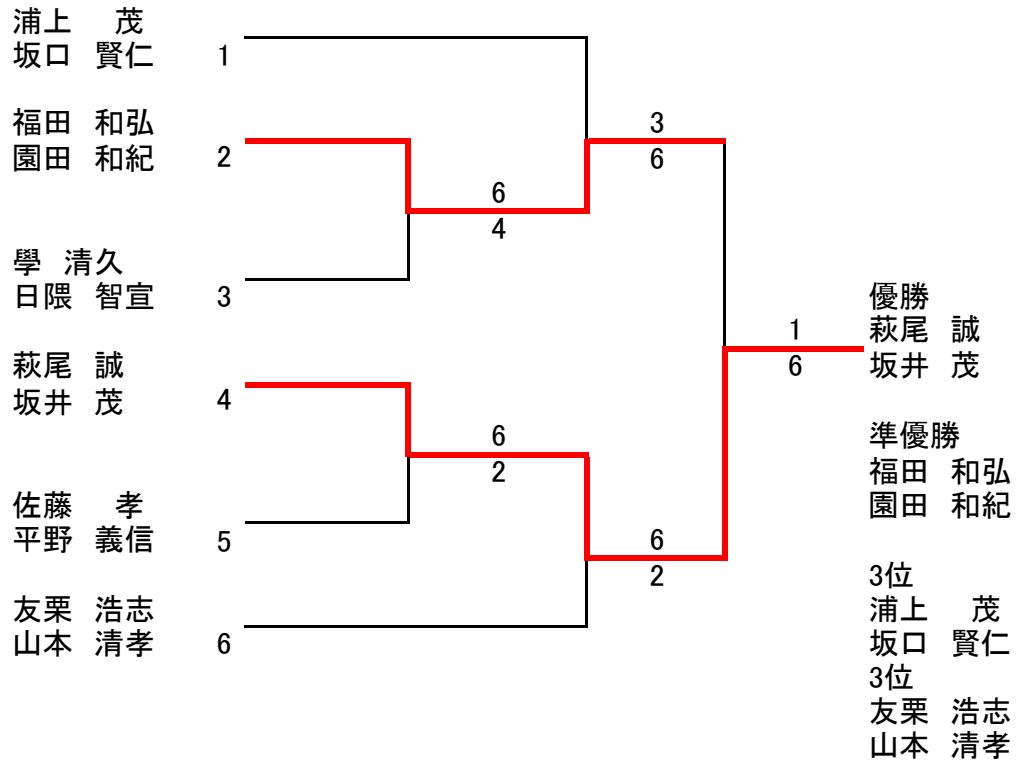 浦上 茂
坂口 賢仁 1
福田 和弘
園田 和紀 2
學 清久
日隈 智宣 3
萩尾 誠
坂井 茂 4
佐藤 孝
平野 義信 5
友栗 浩志
山本 清孝 6
6
4
6
2
3
6
6
2
1
6
優勝
萩尾 誠
坂井 茂
準優勝
福田 和弘
園田 和紀
3位
浦上 茂
坂口 賢仁
3位
友栗 浩志
山本 清孝